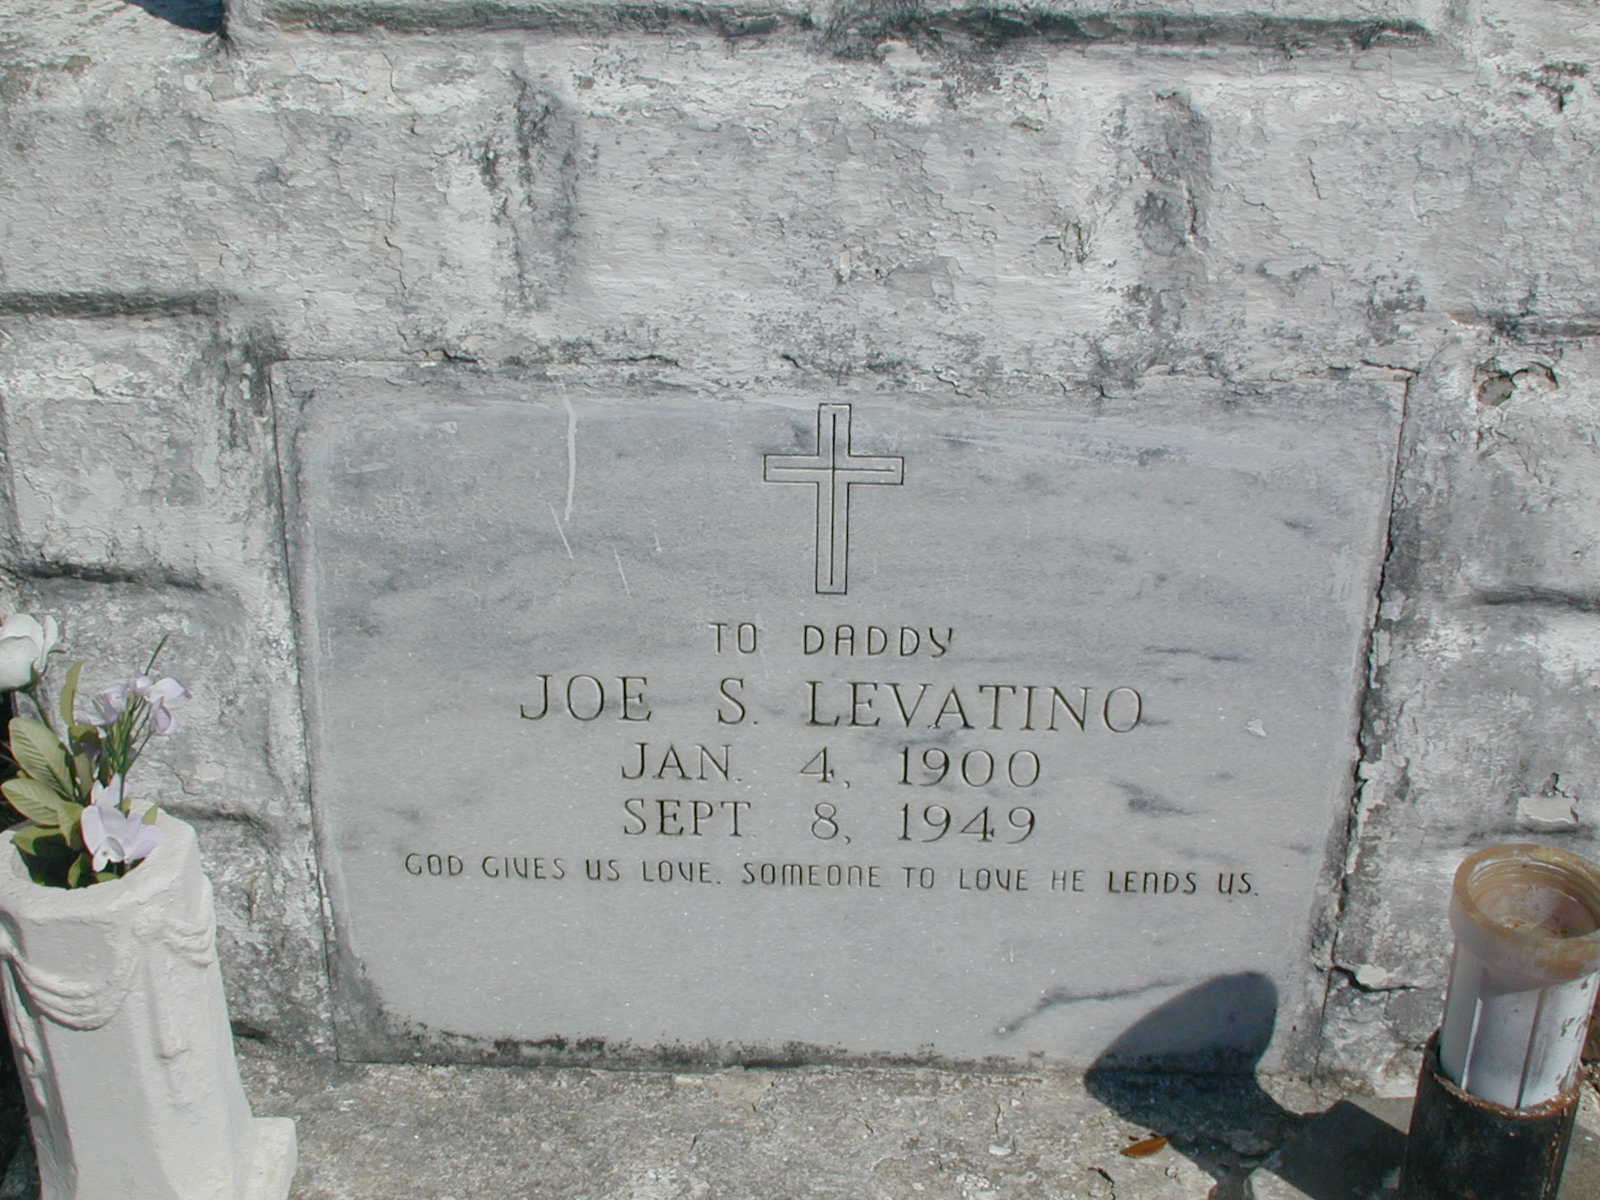 TO DADDY
JOE S. LEVATINO
JAN. 4, 1900
SEPT. 8, 1949
GOD GIVES US LOVE. SOMEONE TO LOVE HE LENDS US.